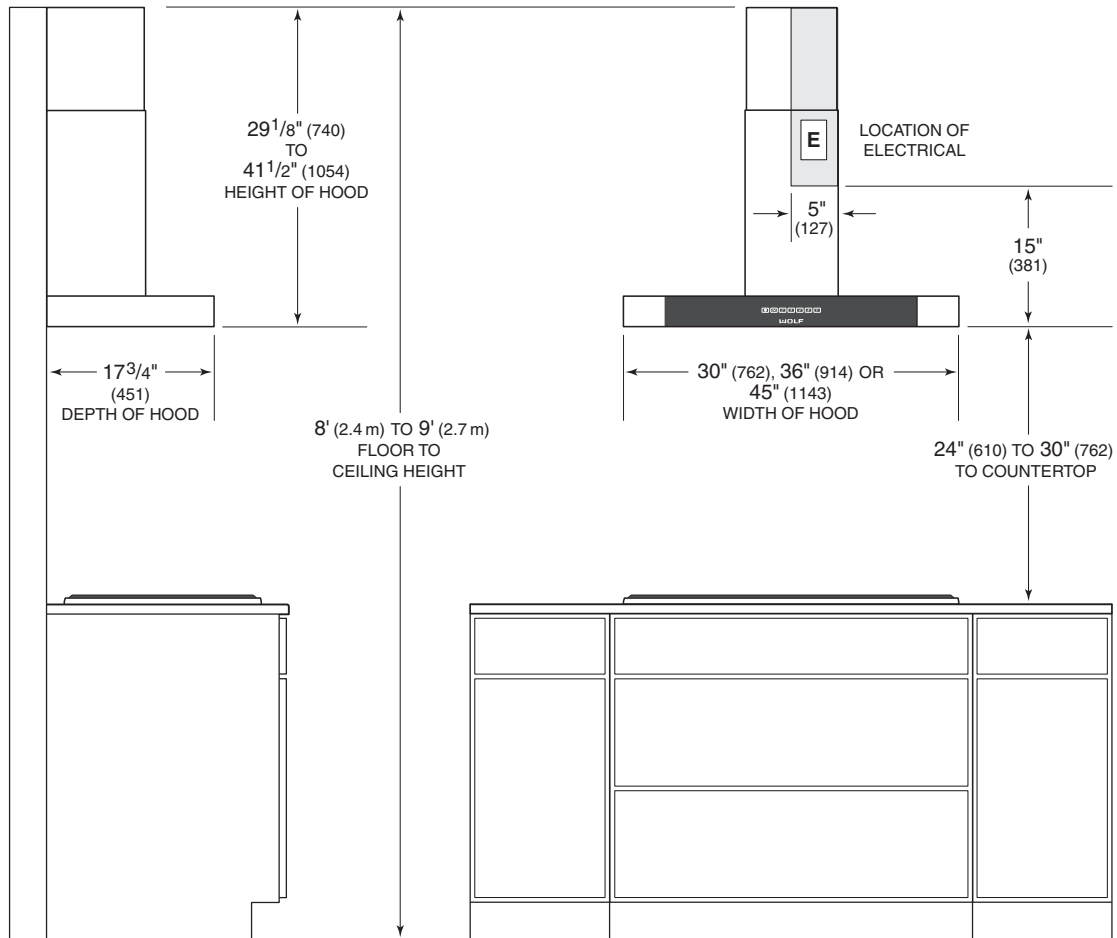 29 1/8" (740)
TO
41 1/2" (1054)
HEIGHT OF HOOD
E
LOCATION OF
ELECTRICAL
5"
(127)
15"
(381)
WOLF
17 3/4"
(451)
DEPTH OF HOOD
30" (762), 36" (914) OR
45" (1143)
WIDTH OF HOOD
8' (2.4 m) TO 9' (2.7 m)
FLOOR TO
CEILING HEIGHT
24" (610) TO 30" (762)
TO COUNTERTOP